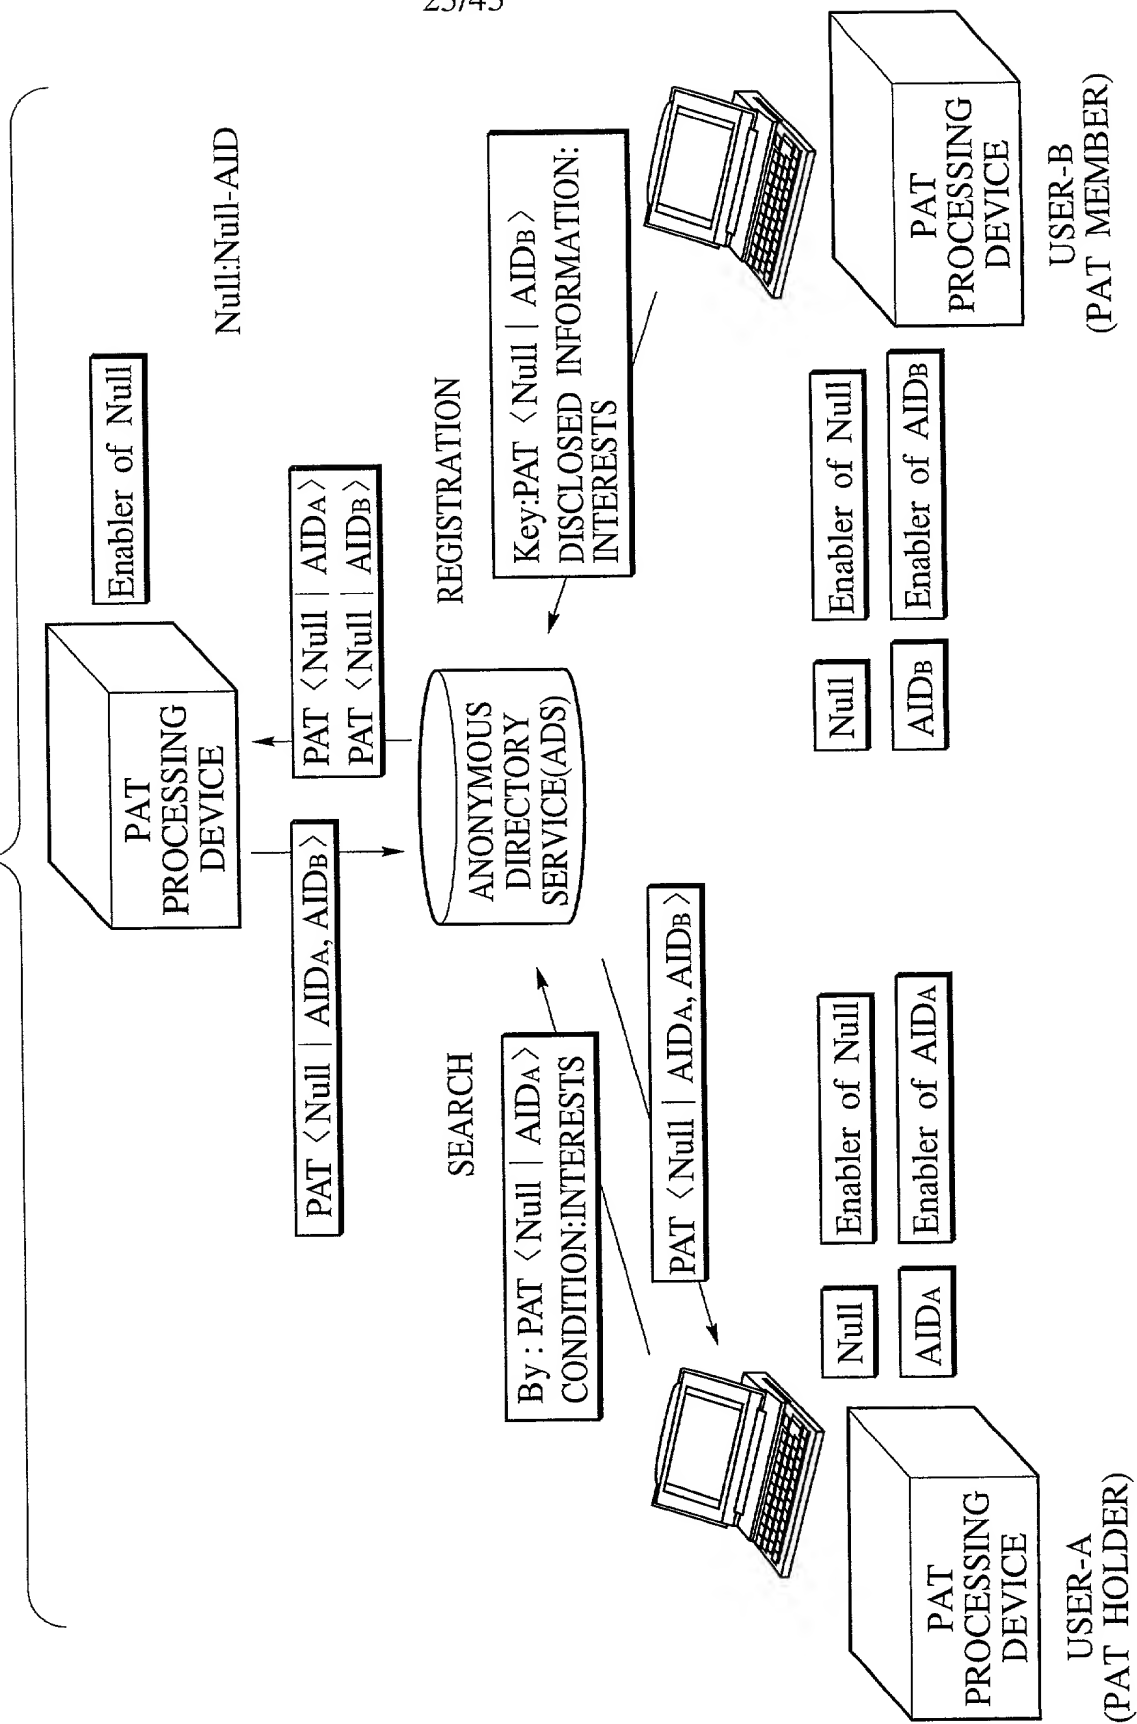 23/43
PAT
PROCESSING
DEVICE
Enabler of Null
Null:Null-AID
PAT <Null | AIDA, AIDB>
PAT <Null | AIDA>
PAT <Null | AIDB>
SEARCH
REGISTRATION
ANONYMOUS
DIRECTORY
SERVICE(ADS)
By : PAT <Null | AIDA>
CONDITION:INTERESTS
Key:PAT <Null | AIDB>
DISCLOSED INFORMATION:
INTERESTS
PAT <Null | AIDA, AIDB>
Null
Enabler of Null
AIDA
Enabler of AIDA
Null
Enabler of Null
AIDB
Enabler of AIDB
PAT
PROCESSING
DEVICE
USER-A
(PAT HOLDER)
PAT
PROCESSING
DEVICE
USER-B
(PAT MEMBER)